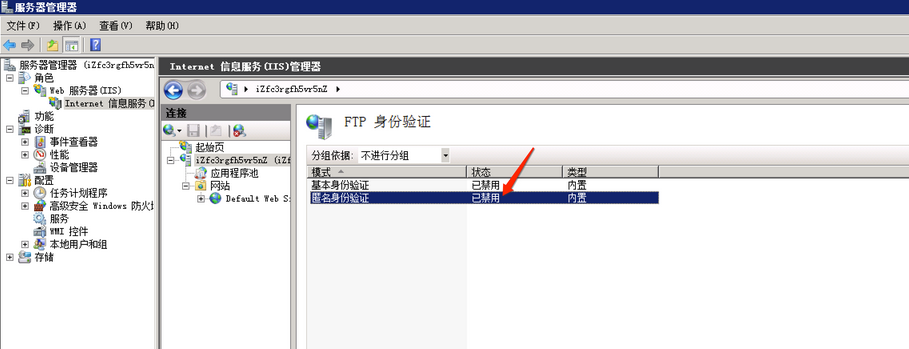 服务器管理器
文件(F) 操作(A) 查看(V) 帮助(H)
服务器管理器 (iZfc3rgfh5vr5n
角色
Web 服务器(IIS)
Internet 信息服务(I
功能
诊断
事件查看器
性能
设备管理器
配置
任务计划程序
高级安全 Windows 防火墙
服务
WMI 控件
本地用户和组
存储
Internet 信息服务(IIS)管理器
iZfc3rgfh5vr5nZ
连接
起始页
iZfc3rgfh5vr5nZ (iZf
应用程序池
网站
Default Web S
FTP 身份验证
分组依据: 不进行分组
模式 状态 类型
基本身份验证 已禁用 内置
匿名身份验证 已禁用 内置